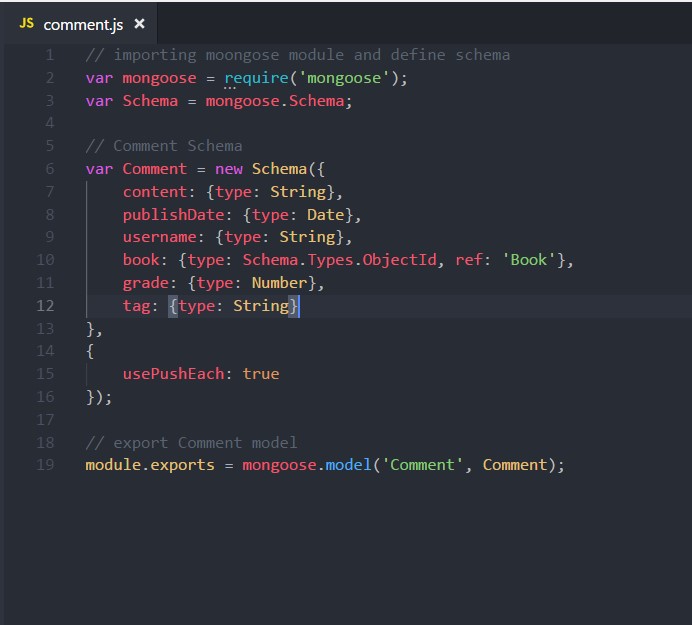 JS comment.js ×
1 // importing moongose module and define schema
2 var mongoose = require('mongoose');
3 var Schema = mongoose.Schema;
4
5 // Comment Schema
6 var Comment = new Schema({
7     content: {type: String},
8     publishDate: {type: Date},
9     username: {type: String},
10     book: {type: Schema.Types.ObjectId, ref: 'Book'},
11     grade: {type: Number},
12     tag: {type: String}
13 },
14 {
15     usePushEach: true
16 });
17
18 // export Comment model
19 module.exports = mongoose.model('Comment', Comment);